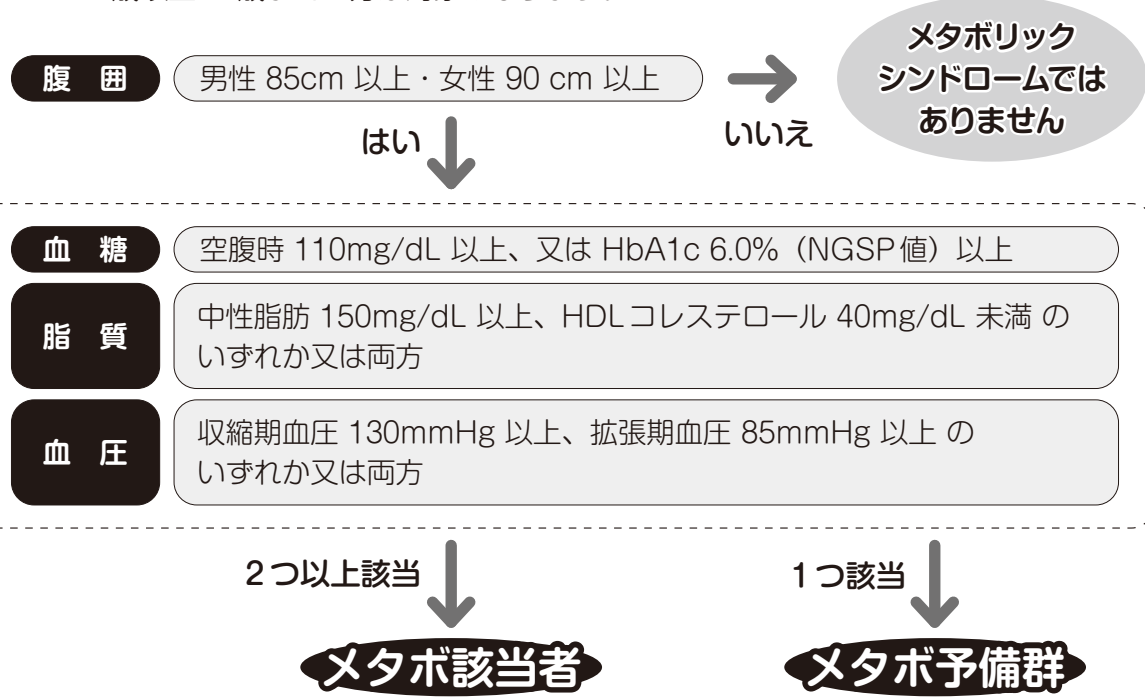 腹 囲
男性 85cm 以上・女性 90 cm 以上
メタボリック
シンドロームでは
ありません
はい
いいえ
血 糖
空腹時 110mg/dL 以上、又は HbA1c 6.0%（NGSP値）以上
脂 質
中性脂肪 150mg/dL 以上、HDLコレステロール 40mg/dL 未満 の
いずれか又は両方
血 圧
収縮期血圧 130mmHg 以上、拡張期血圧 85mmHg 以上 の
いずれか又は両方
2つ以上該当
1つ該当
メタボ該当者
メタボ予備群